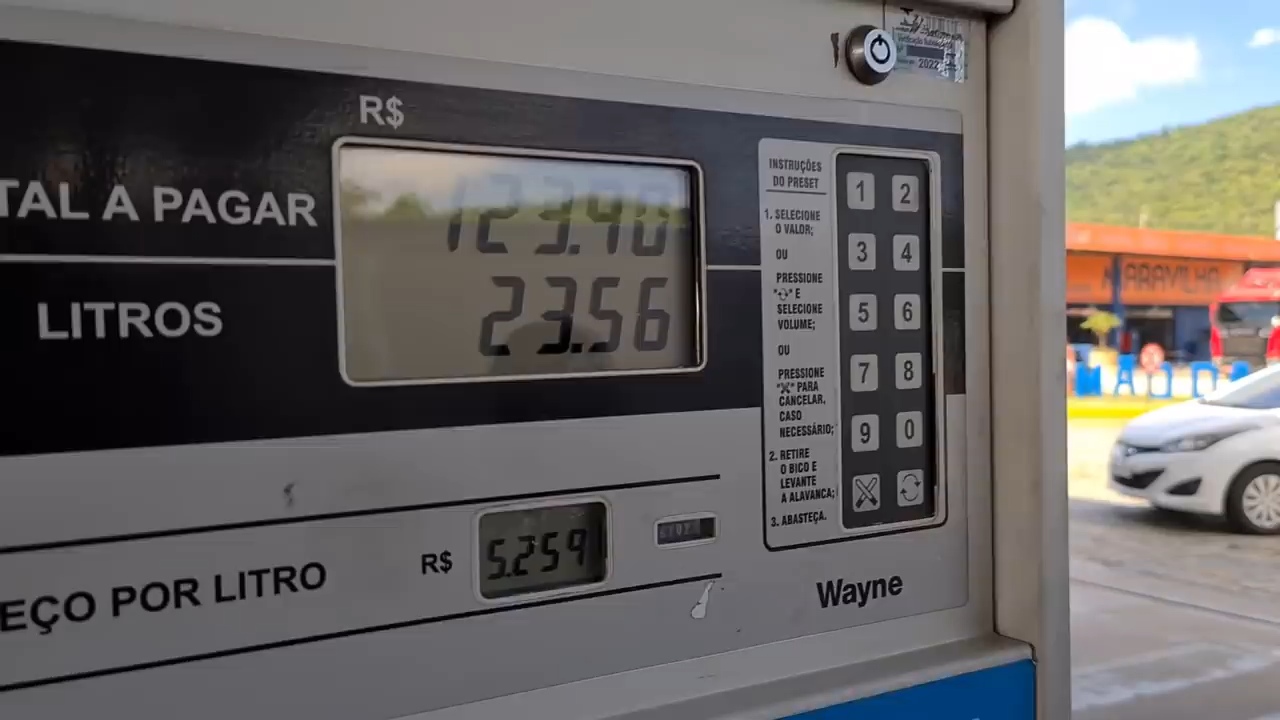 R$
TAL A PAGAR
123.90
LITROS
23.56
EÇO POR LITRO
R$
5.259
INSTRUÇÕES
DO PRESET
1. SELECIONE
O VALOR;
OU
PRESSIONE
" " E
SELECIONE
VOLUME;
OU
PRESSIONE
" " PARA
CANCELAR,
CASO
NECESSÁRIO;
2. RETIRE
O BICO E
LEVANTE
A ALAVANCA;
3. ABASTEÇA.
1 2
3 4
5 6
7 8
9 0
Wayne
2022
MARAVILHA